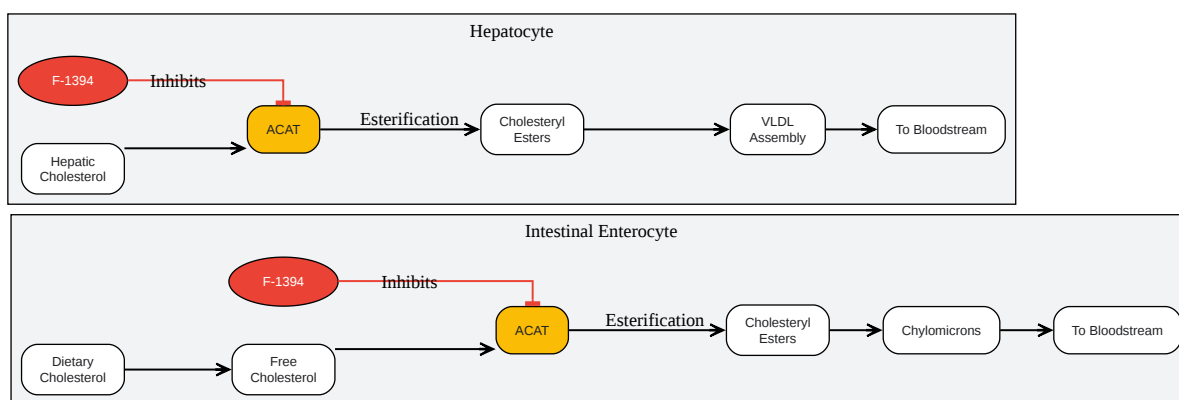 Hepatocyte
F-1394
Inhibits
ACAT
Esterification
Cholesteryl
Esters
VLDL
Assembly
To Bloodstream
Hepatic
Cholesterol
Intestinal Enterocyte
F-1394
Inhibits
ACAT
Esterification
Cholesteryl
Esters
Chylomicrons
To Bloodstream
Dietary
Cholesterol
Free
Cholesterol